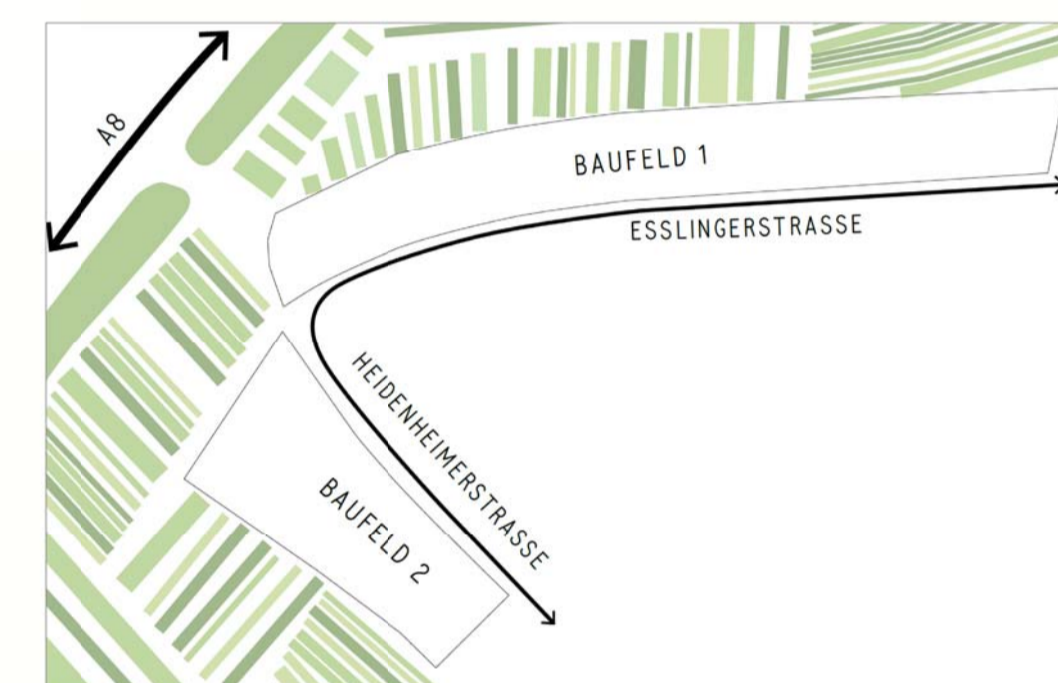 A8
BAUFELD 1
ESSLINGERSTRASSE
HEIDENHEIMERSTRASSE
BAUFELD 2